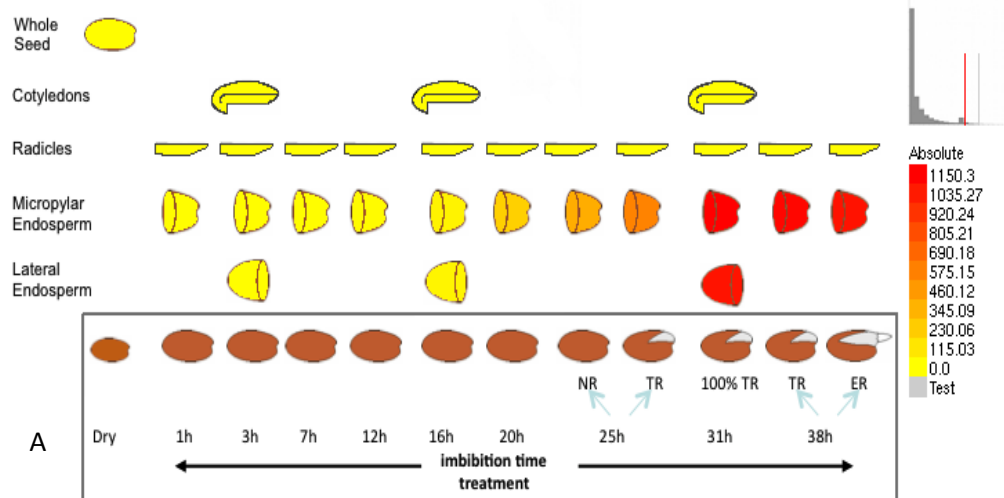 Whole
Seed
Cotyledons
Radicles
Micropylar
Endosperm
Lateral
Endosperm
Absolute
1150.3
1035.27
920.24
805.21
690.18
575.15
460.12
345.09
230.06
115.03
0.0
Test
NR TR 100% TR TR ER
A Dry 1h 3h 7h 12h 16h 20h 25h 31h 38h
imbibition time
treatment